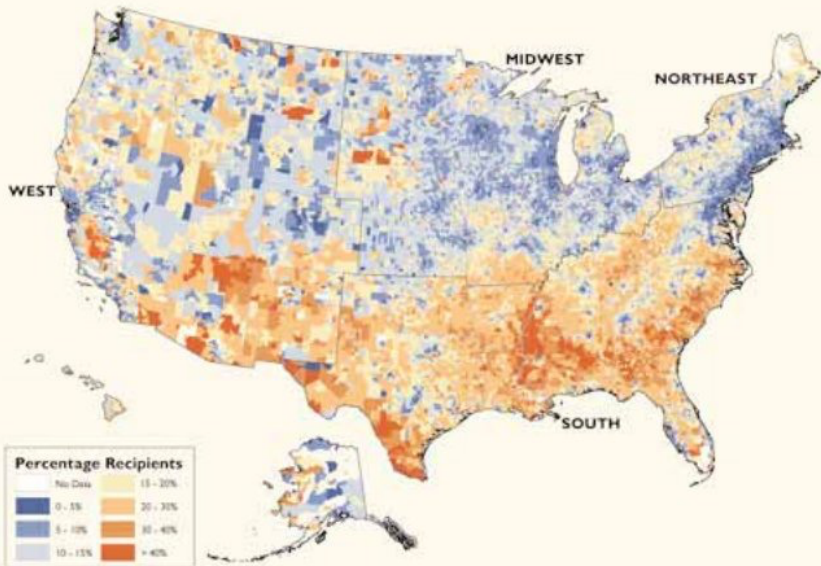 MIDWEST
NORTHEAST
WEST
SOUTH
Percentage Recipients
No Data
0 - 5%
5 - 10%
10 - 15%
15 - 20%
20 - 30%
30 - 40%
> 40%